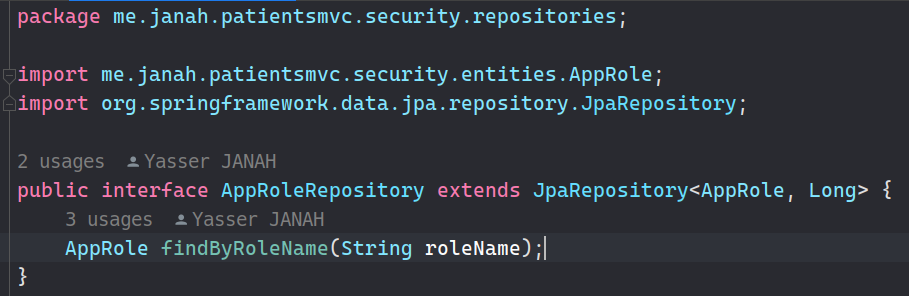 package me.janah.patientsmvc.security.repositories;
import me.janah.patientsmvc.security.entities.AppRole;
import org.springframework.data.jpa.repository.JpaRepository;
2 usages Yasser JANAH
public interface AppRoleRepository extends JpaRepository<AppRole, Long> {
3 usages Yasser JANAH
AppRole findByRoleName(String roleName);
}